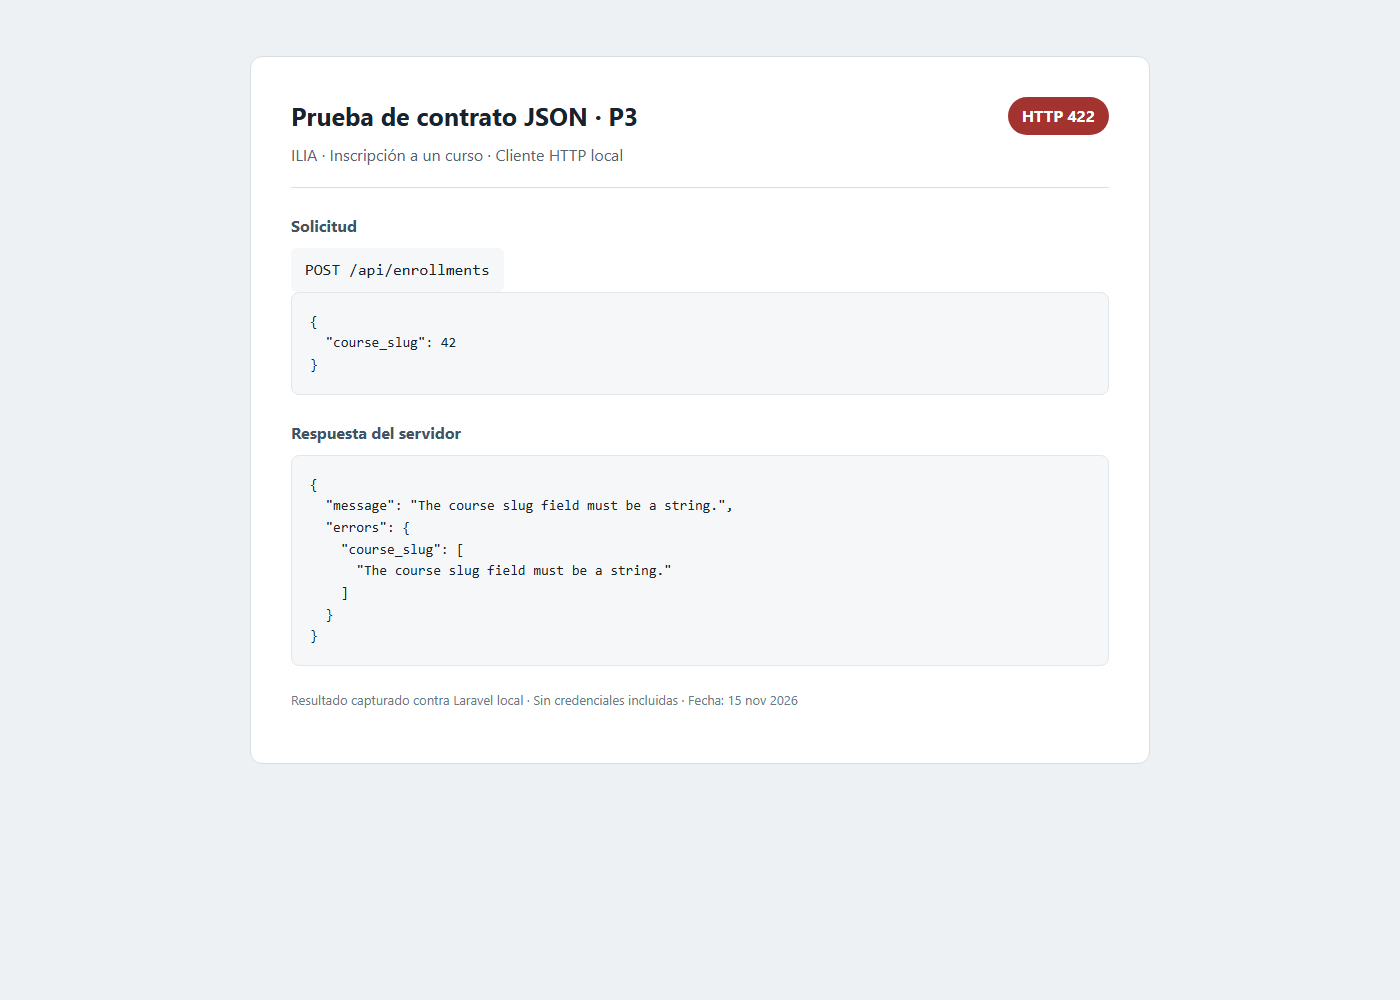 Prueba de contrato JSON · P3
HTTP 422
ILIA · Inscripción a un curso · Cliente HTTP local
Solicitud
POST /api/enrollments
{
  "course_slug": 42
}
Respuesta del servidor
{
  "message": "The course slug field must be a string.",
  "errors": {
    "course_slug": [
      "The course slug field must be a string."
    ]
  }
}
Resultado capturado contra Laravel local · Sin credenciales incluidas · Fecha: 15 nov 2026